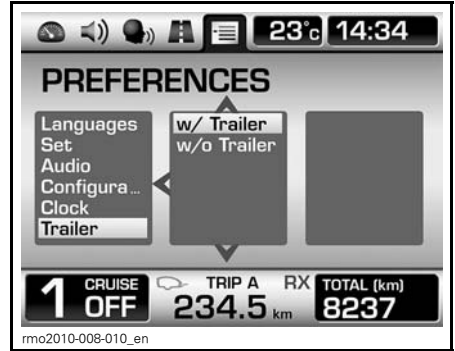 23°c 14:34
PREFERENCES
Languages
Set
Audio
Configura...
Clock
Trailer
w/ Trailer
w/o Trailer
1 CRUISE OFF
TRIP A RX
234.5 km
TOTAL (km)
8237
rmo2010-008-010_en